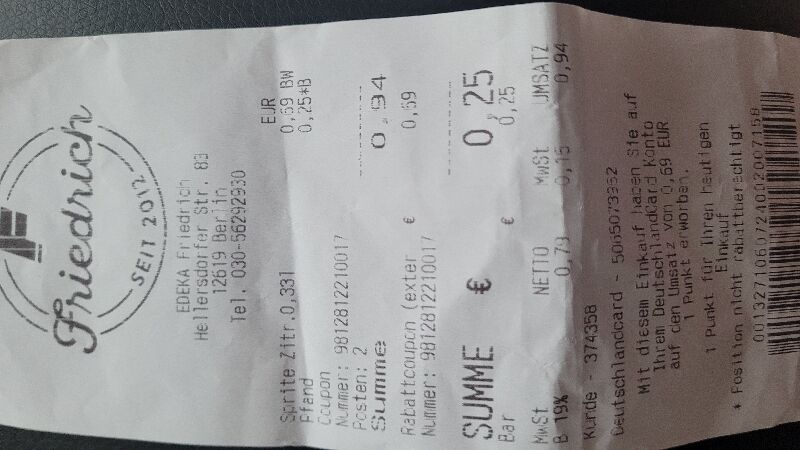 Friedrich
SEIT 2012
EDEKA Friedrich
Hellersdorfer Str. 83
12619 Berlin
Tel. 030-56292930
EUR
Sprite Zitr.0,33l 0,69 BW
Pfand 0,25*B
Coupon
Nummer: 9812812210017
Posten: 2
Summe 0,94
Rabattcoupon (exter € 0,69
Nummer: 9812812210017
SUMME € 0,25
Bar € 0,25
MwSt NETTO MwSt UMSATZ
B 19% 0,79 0,15 0,94
Kunde - 374358
Deutschlandcard - 5065073952
Mit diesem Einkauf haben Sie auf
Ihrem DeutschlandCard Konto
auf den Umsatz von 0,69 EUR
1 Punkt erworben.
1 Punkt für Ihren heutigen
Einkauf
* Position nicht rabattberechtigt